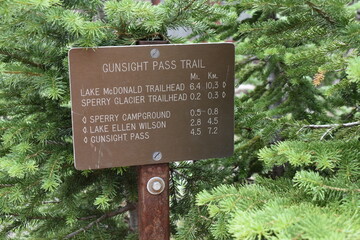 GUNSIGHT PASS TRAIL
MI. KM.
LAKE McDONALD TRAILHEAD 6.4 10.3 ◊
SPERRY GLACIER TRAILHEAD 0.2 0.3 ◊
◊ SPERRY CAMPGROUND 0.5 0.8
◊ LAKE ELLEN WILSON 2.8 4.5
◊ GUNSIGHT PASS 4.5 7.2